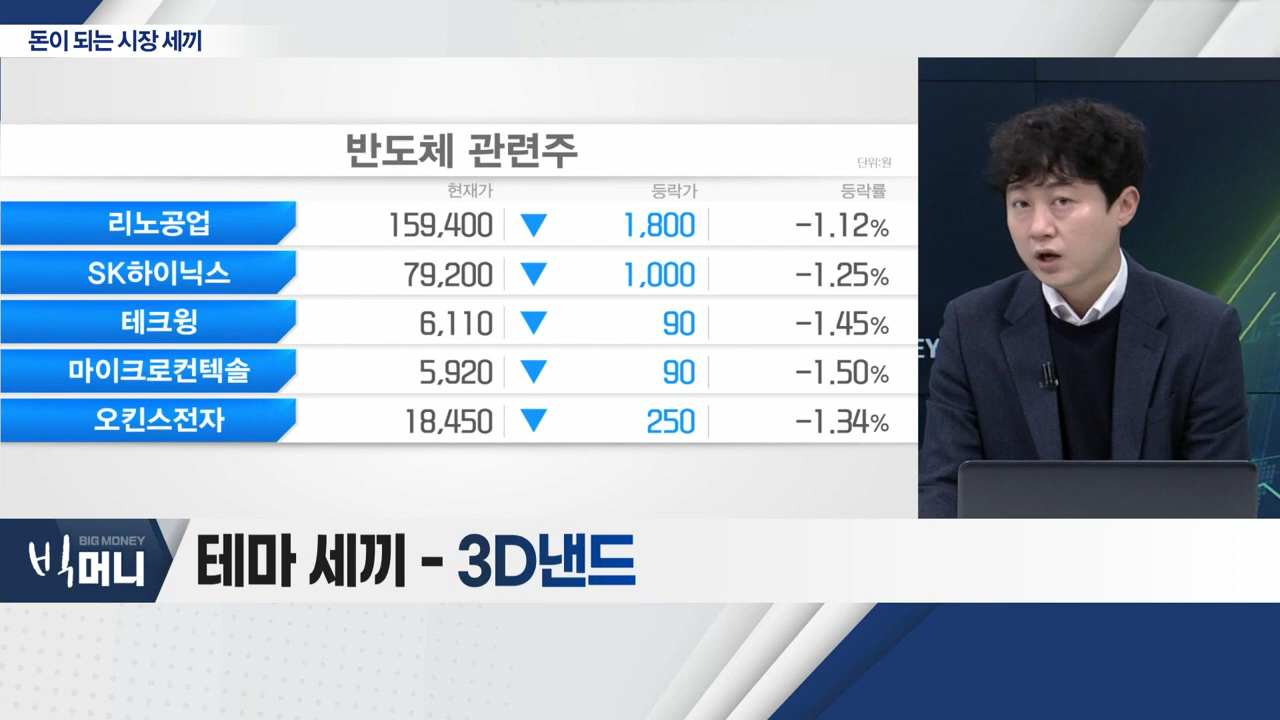 돈이 되는 시장 세끼
반도체 관련주
단위:원
현재가 등락가 등락률
리노공업 159,400 ▼ 1,800 -1.12%
SK하이닉스 79,200 ▼ 1,000 -1.25%
테크윙 6,110 ▼ 90 -1.45%
마이크로컨텍솔 5,920 ▼ 90 -1.50%
오킨스전자 18,450 ▼ 250 -1.34%
EY
BIG MONEY
빅머니
테마 세끼 - 3D낸드